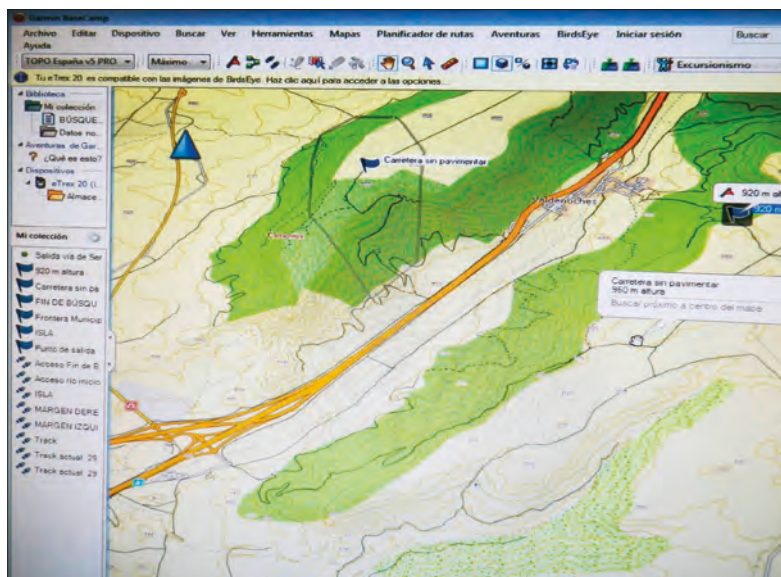 Garmin BaseCamp
Archivo Editar Dispositivo Buscar Ver Herramientas Mapas Planificador de rutas Aventuras BirdsEye Iniciar sesión Buscar
Ayuda
TOPO España v5 PRO Máximo Excursionismo
Tu eTrex 20 es compatible con las imágenes de BirdsEye. Haz clic aquí para acceder a las opciones...
Biblioteca
Mi colección
BÚSQUE...
Datos no...
Aventuras de Gar...
¿Qué es esto?
Dispositivos
eTrex 20 (I...
Almace...
Mi colección
Salida vía de Ser
920 m altura
Carretera sin pa
FIN DE BÚSQU
Frontera Municip
ISLA
Punto de salida
Acceso Fin de B
Acceso río inicio
ISLA
MARGEN DERE
MARGEN IZQUI
Track
Track actual: 29
Track actual: 29
Carretera sin pavimentar
Valdenoches
920 m al
920 m
Carretera sin pavimentar
960 m altura
Buscar próximo a centro del mapa